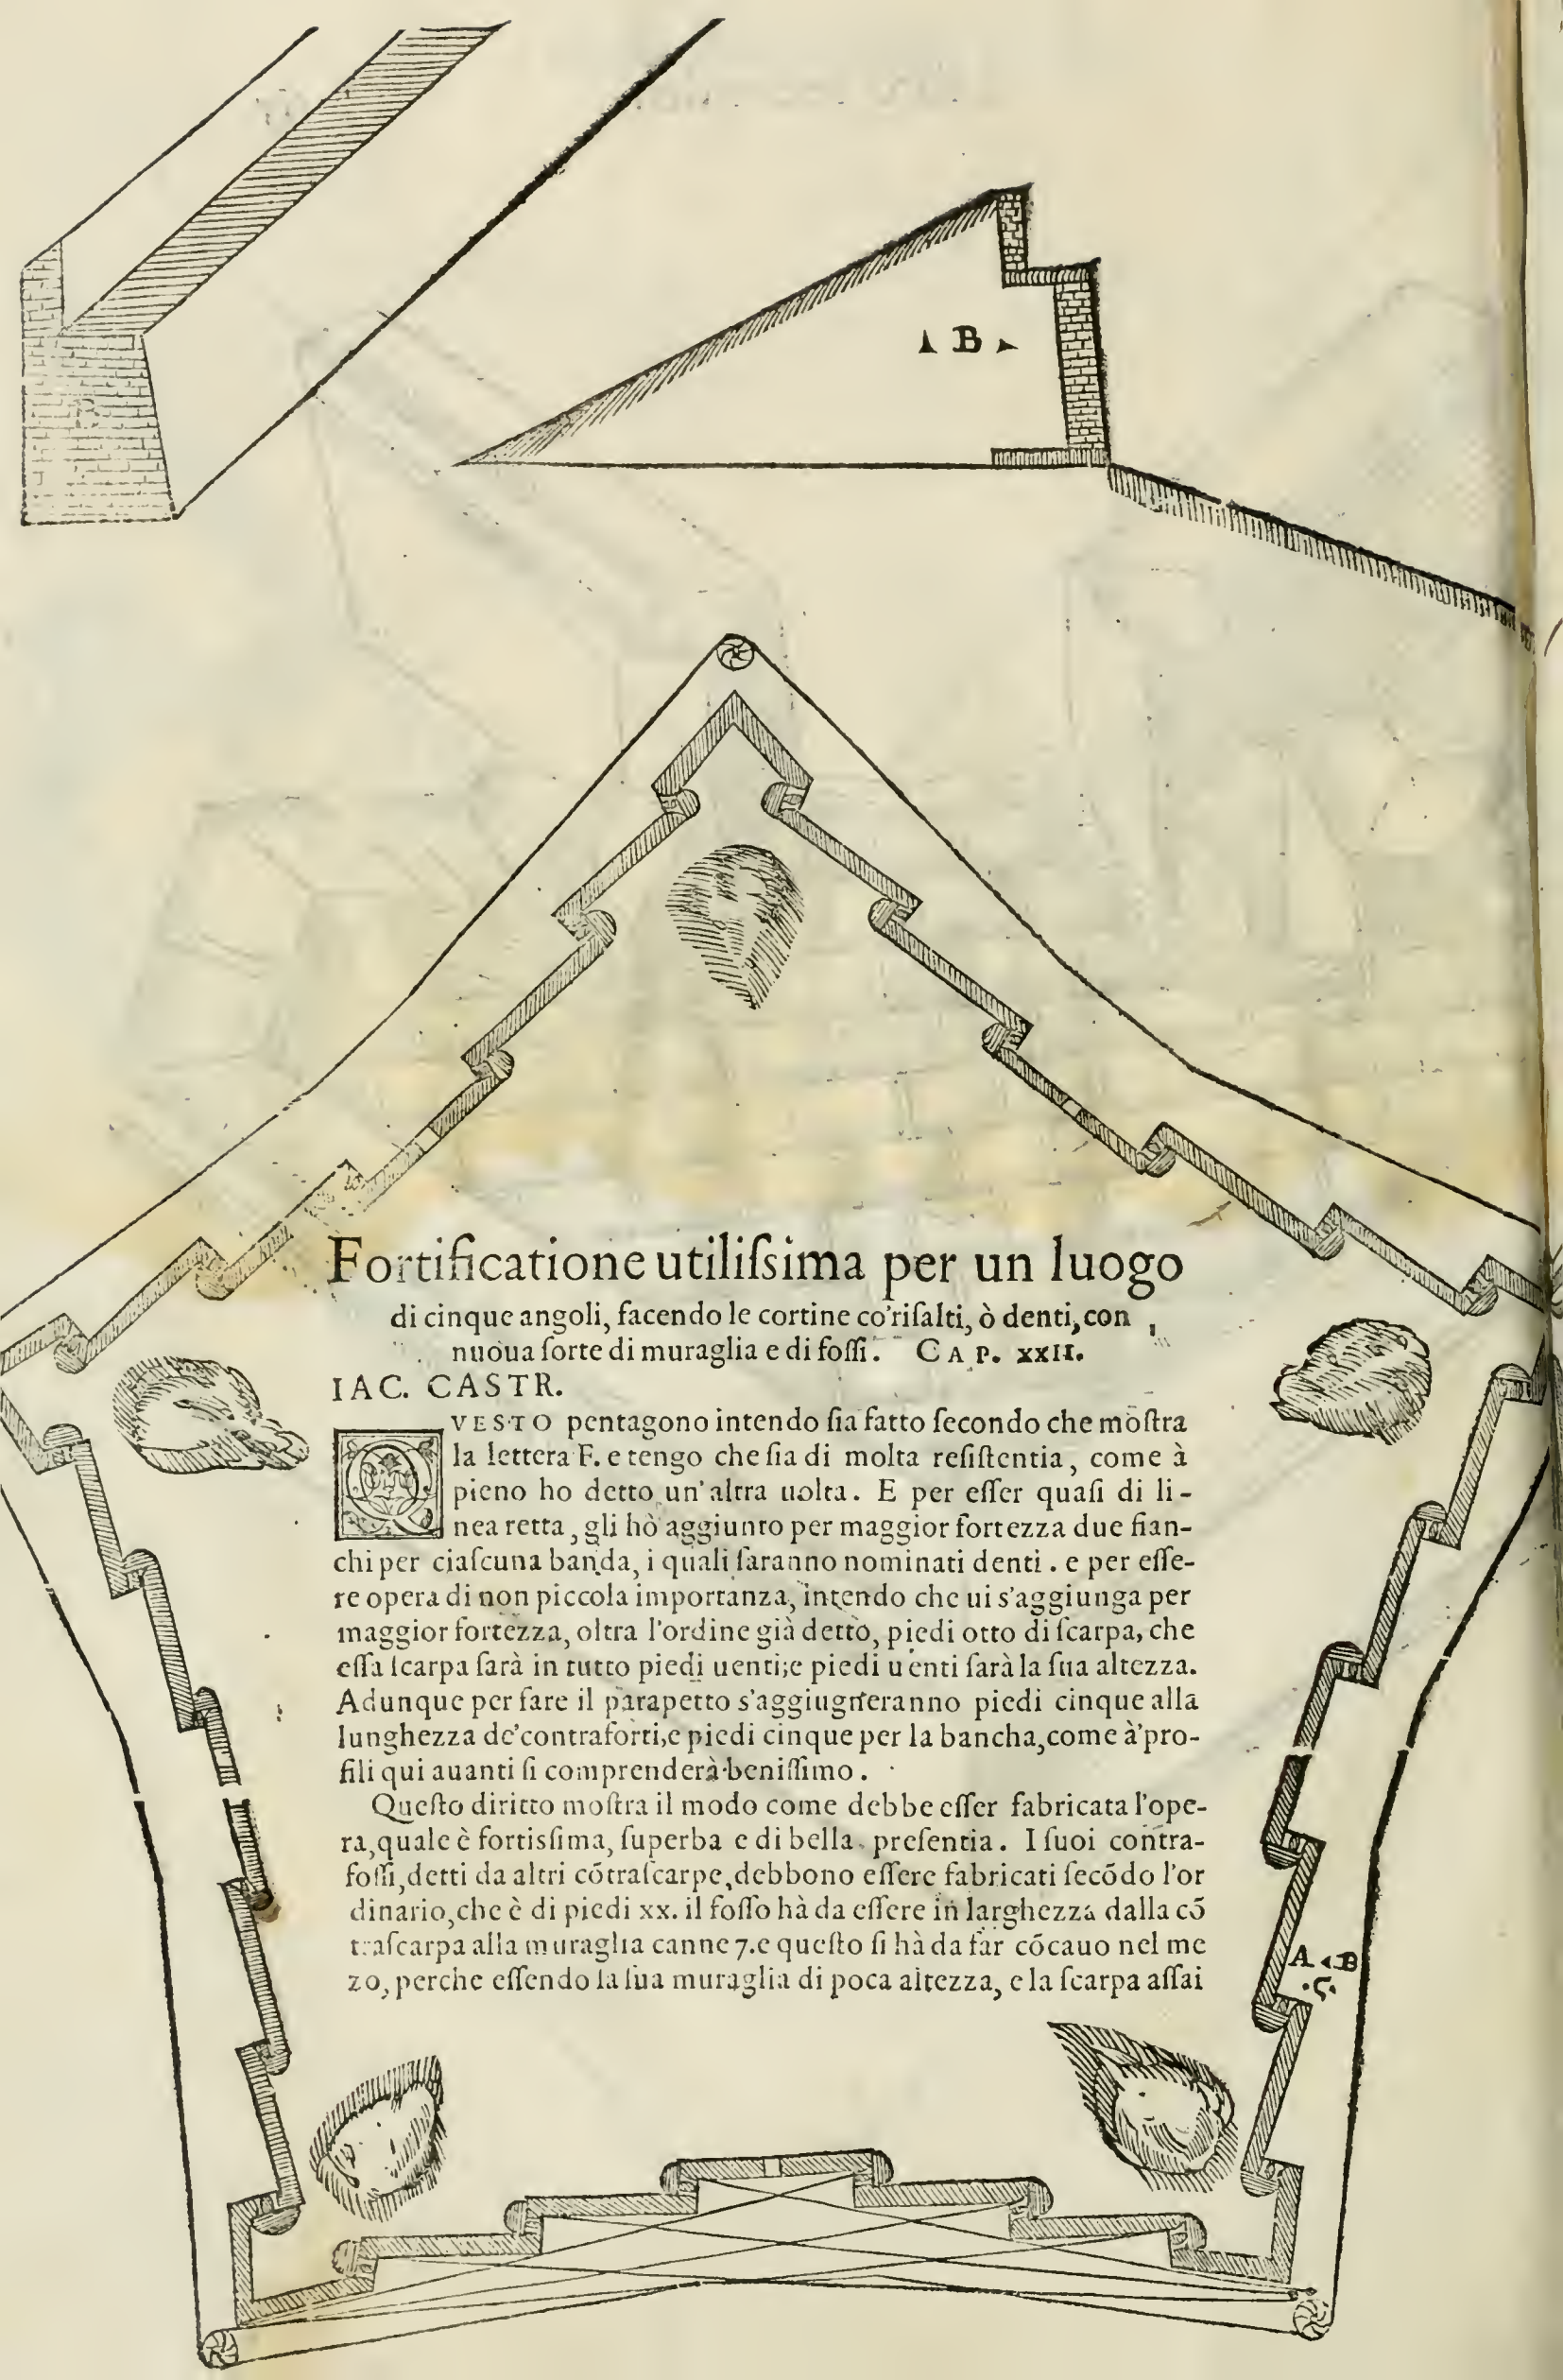 B
Fortificatione utilissima per un luogo
di cinque angoli, facendo le cortine co'risalti, ò denti, con
nuoua sorte di muraglia e di fossi. CAP. XXII.
IAC. CASTR.
QVESTO pentagono intendo sia fatto secondo che mōstra
la lettera F. e tengo che sia di molta resistentia, come à
pieno ho detto un'altra uolta. E per esser quasi di li-
nea retta, gli hò aggiunto per maggior fortezza due fian-
chi per ciascuna banda, i quali saranno nominati denti. e per esse-
re opera di non piccola importanza, intendo che ui s'aggiunga per
maggior fortezza, oltra l'ordine già detto, piedi otto di scarpa, che
essa scarpa sarà in tutto piedi uenti;e piedi uenti sarà la sua altezza.
Adunque per fare il parapetto s'aggiugneranno piedi cinque alla
lunghezza de'contraforti,e piedi cinque per la bancha,come à'pro-
fili qui auanti si comprenderà benissimo.
Questo diritto mostra il modo come debbe esser fabricata l'ope-
ra,quale è fortissima, superba e di bella presentia. I suoi contra-
fossi,detti da altri cōtrascarpe,debbono essere fabricati secōdo l'or
dinario,che è di piedi xx. il fosso hà da essere in larghezza dalla cō
trascarpa alla muraglia canne 7.e questo si hà da far cōcauo nel me
zo, perche essendo la sua muraglia di poca altezza, e la scarpa assai
A B